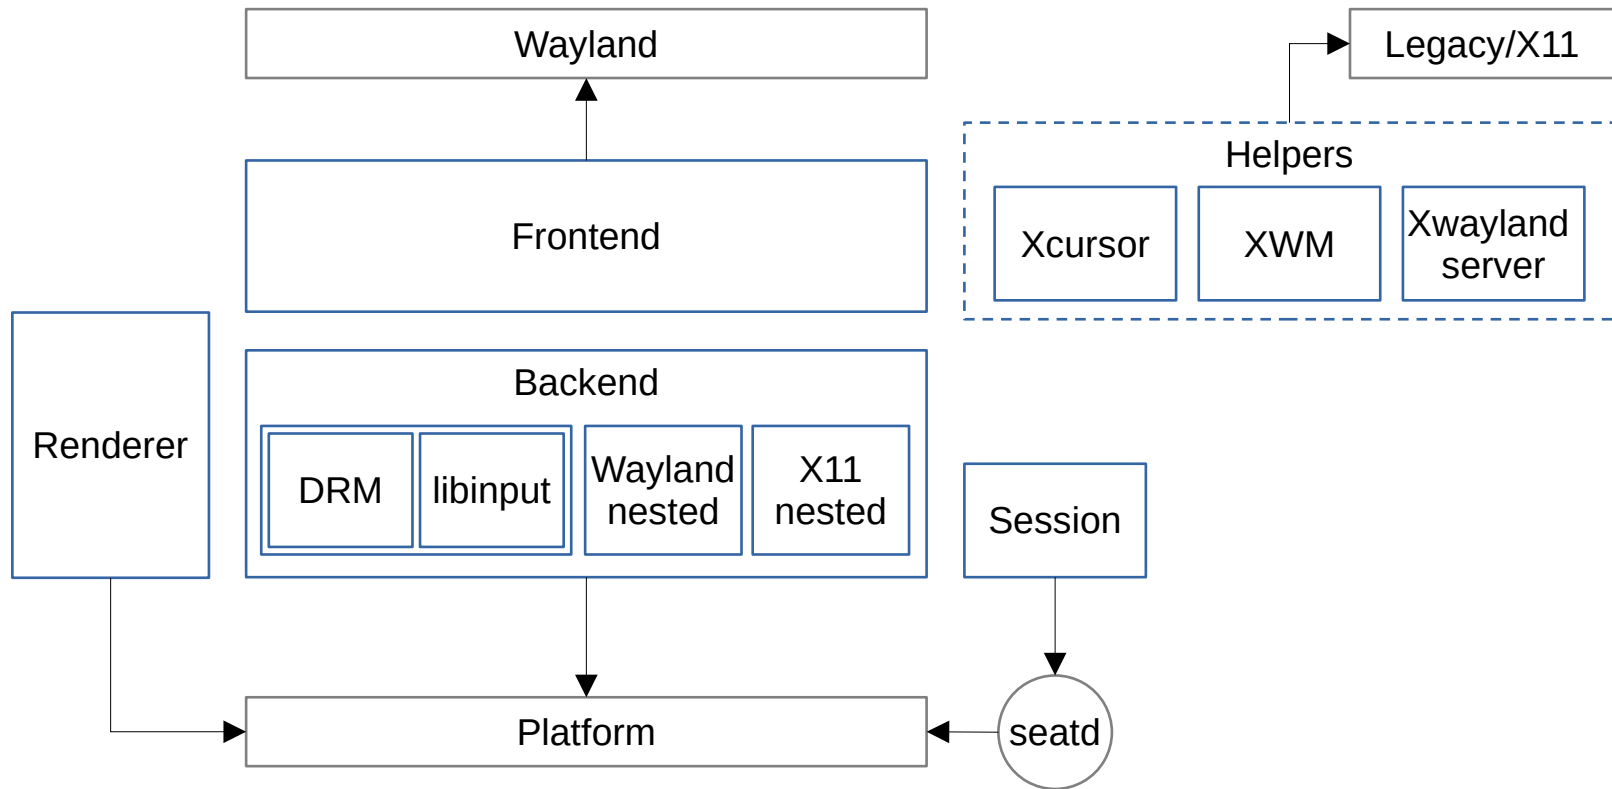 Wayland
Legacy/X11
Helpers
Xcursor
XWM
Xwayland
server
Frontend
Renderer
Backend
DRM
libinput
Wayland
nested
X11
nested
Session
Platform
seatd